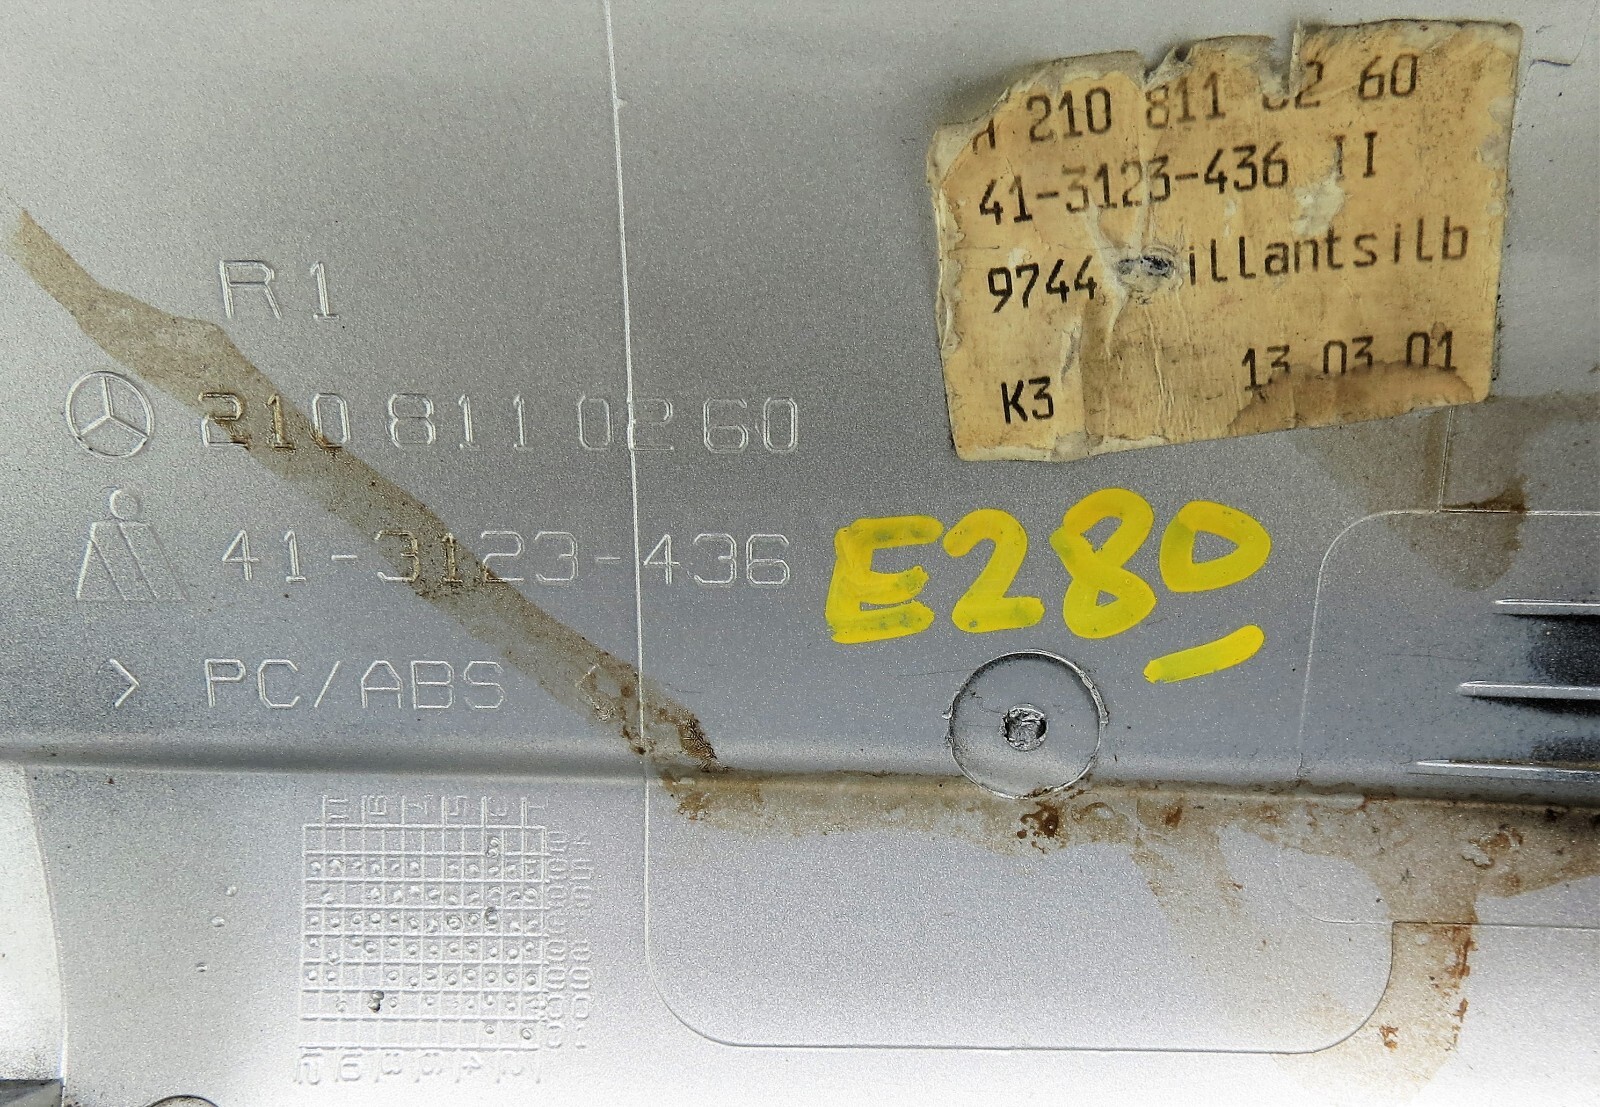 210 811 02 60
41-3123-436 II
9744 illantsilb
K3 13 03 01
R1
210 811 02 60
41-3123-436
> PC/ABS <
E280